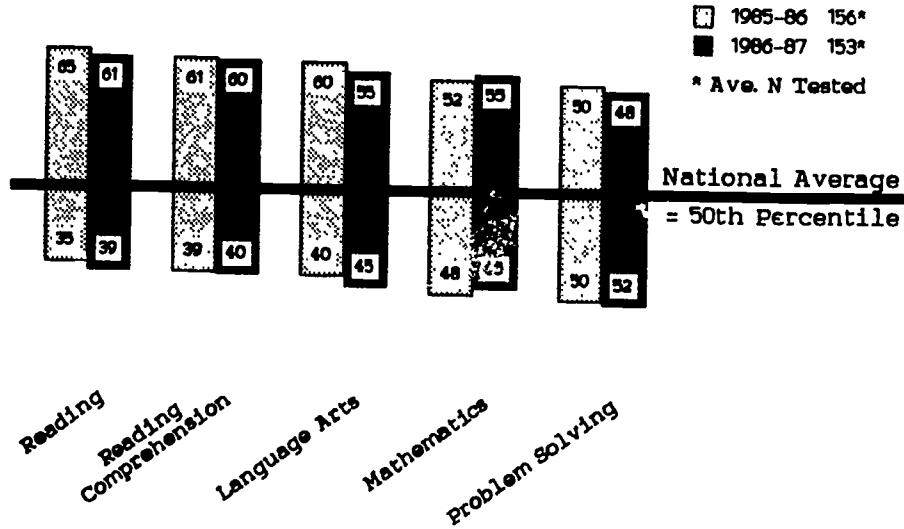 1985-86 156*
1986-87 153*
* Ave. N Tested
65 61 61 60 60 55 52 55 50 48
National Average
= 50th Percentile
35 39 39 40 40 45 48 45 50 52
Reading
Reading
Comprehension
Language Arts
Mathematics
Problem Solving